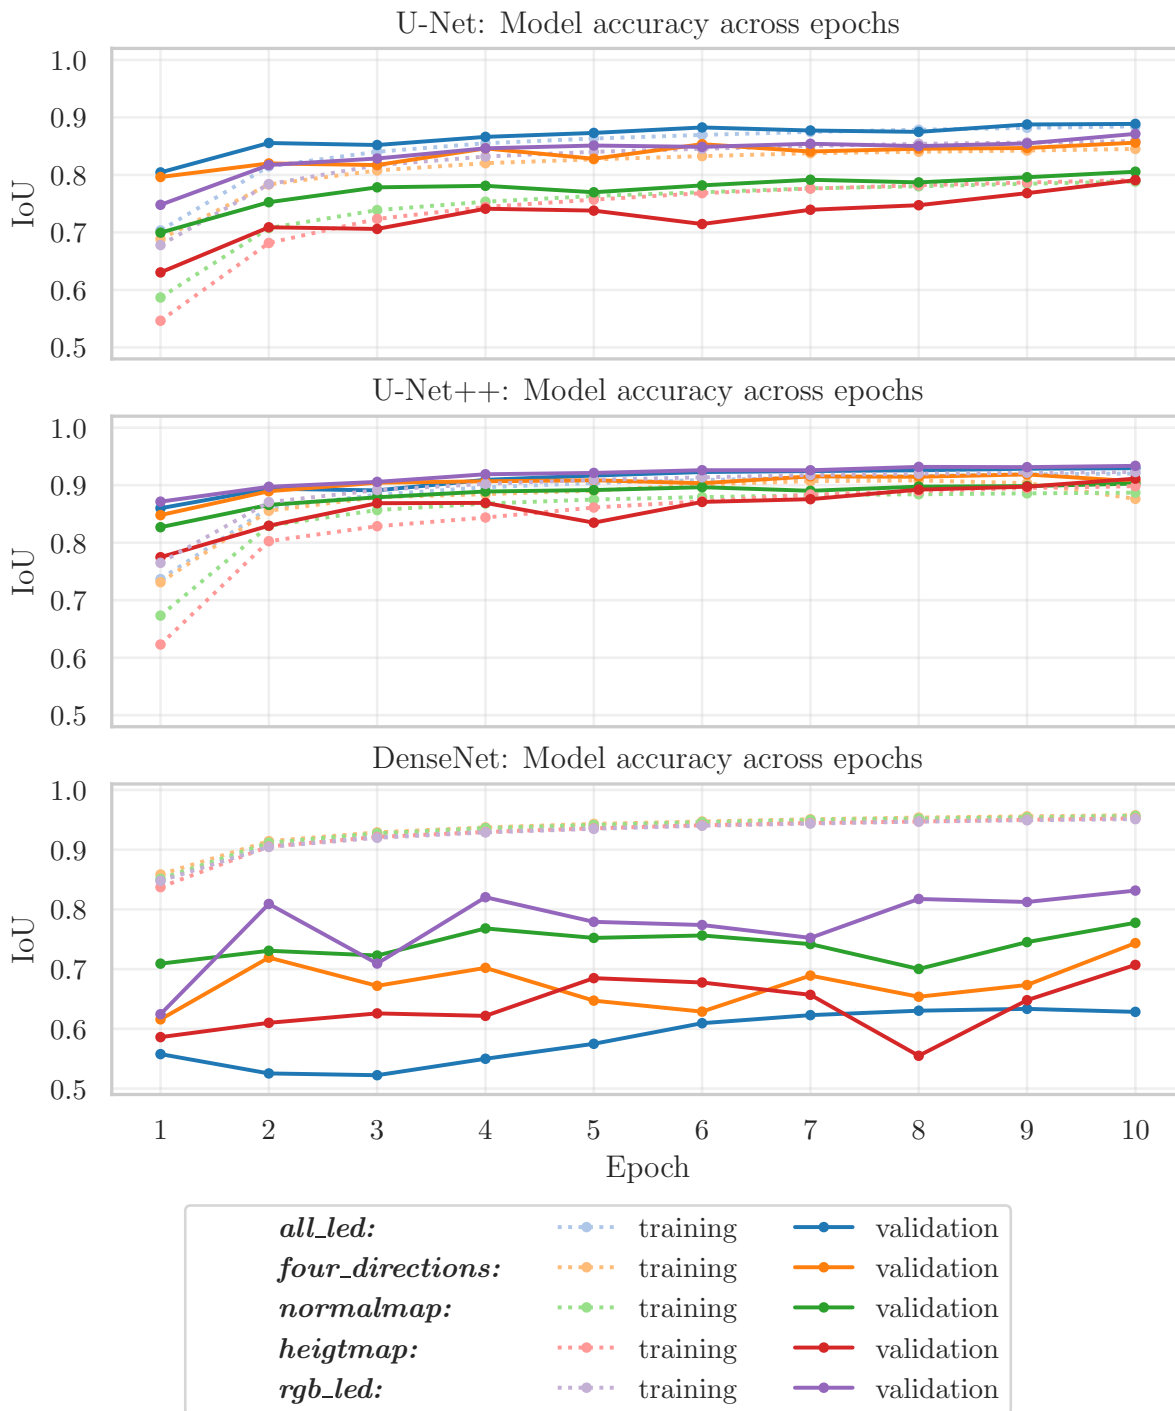 U-Net: Model accuracy across epochs
1.0
0.9
0.8
0.7
0.6
0.5
IoU
U-Net++: Model accuracy across epochs
1.0
0.9
0.8
0.7
0.6
0.5
IoU
DenseNet: Model accuracy across epochs
1.0
0.9
0.8
0.7
0.6
0.5
IoU
1 2 3 4 5 6 7 8 9 10
Epoch
all_led: training validation
four_directions: training validation
normalmap: training validation
heigtmap: training validation
rgb_led: training validation